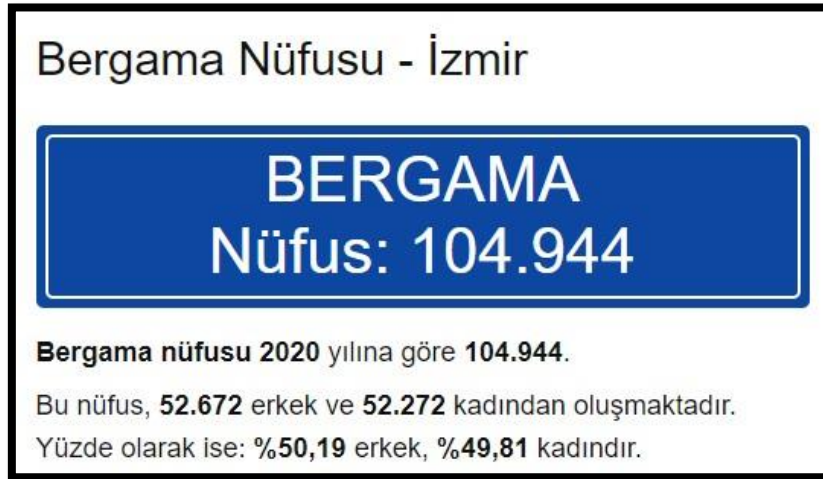 Bergama Nüfusu - İzmir
BERGAMA
Nüfus: 104.944
Bergama nüfusu 2020 yılına göre 104.944.
Bu nüfus, 52.672 erkek ve 52.272 kadından oluşmaktadır.
Yüzde olarak ise: %50,19 erkek, %49,81 kadındır.